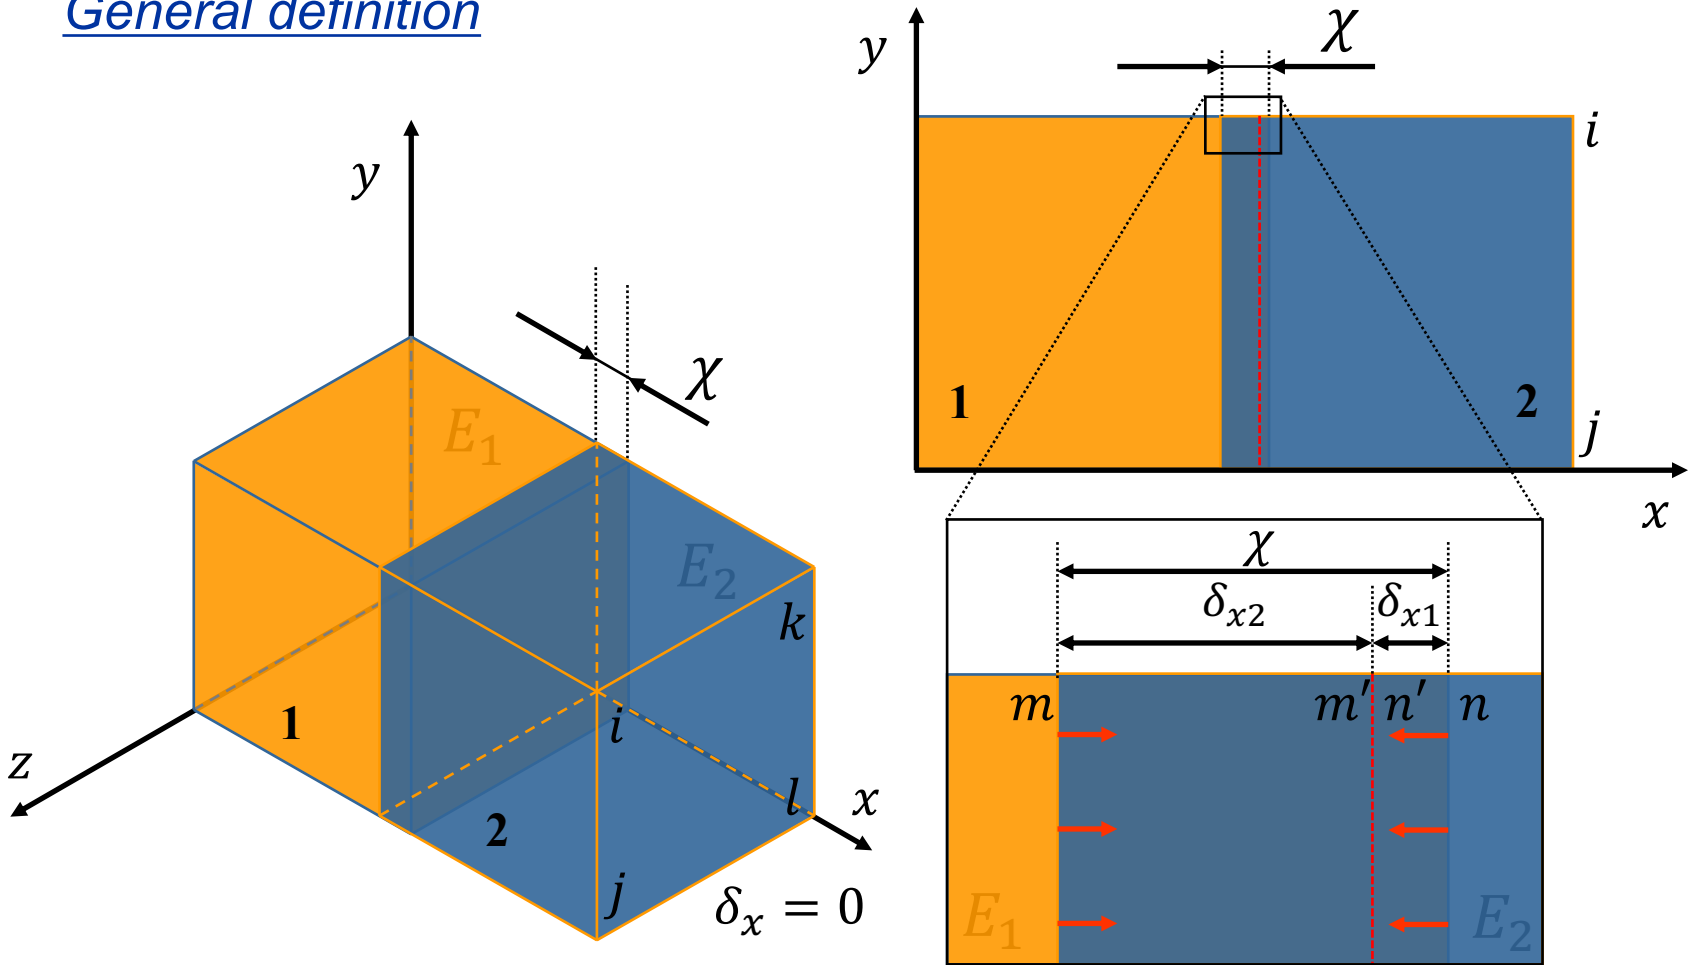 General definition
y
χ
E₁
E₂
k
i
l
x
1
2
z
j
δₓ = 0
y
χ
i
1
2
j
x
χ
δₓ₂ δₓ₁
m m′ n′ n
E₁ E₂